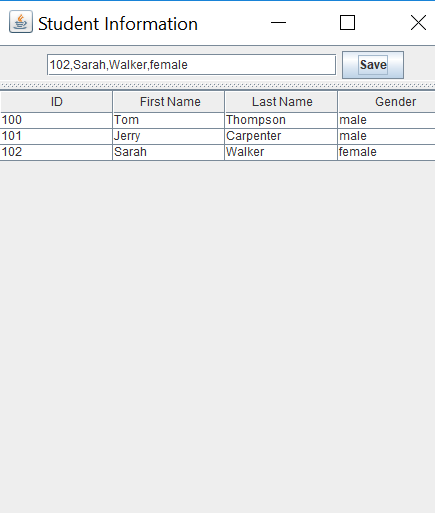 Student Information
102,Sarah,Walker,female Save
ID First Name Last Name Gender
100 Tom Thompson male
101 Jerry Carpenter male
102 Sarah Walker female